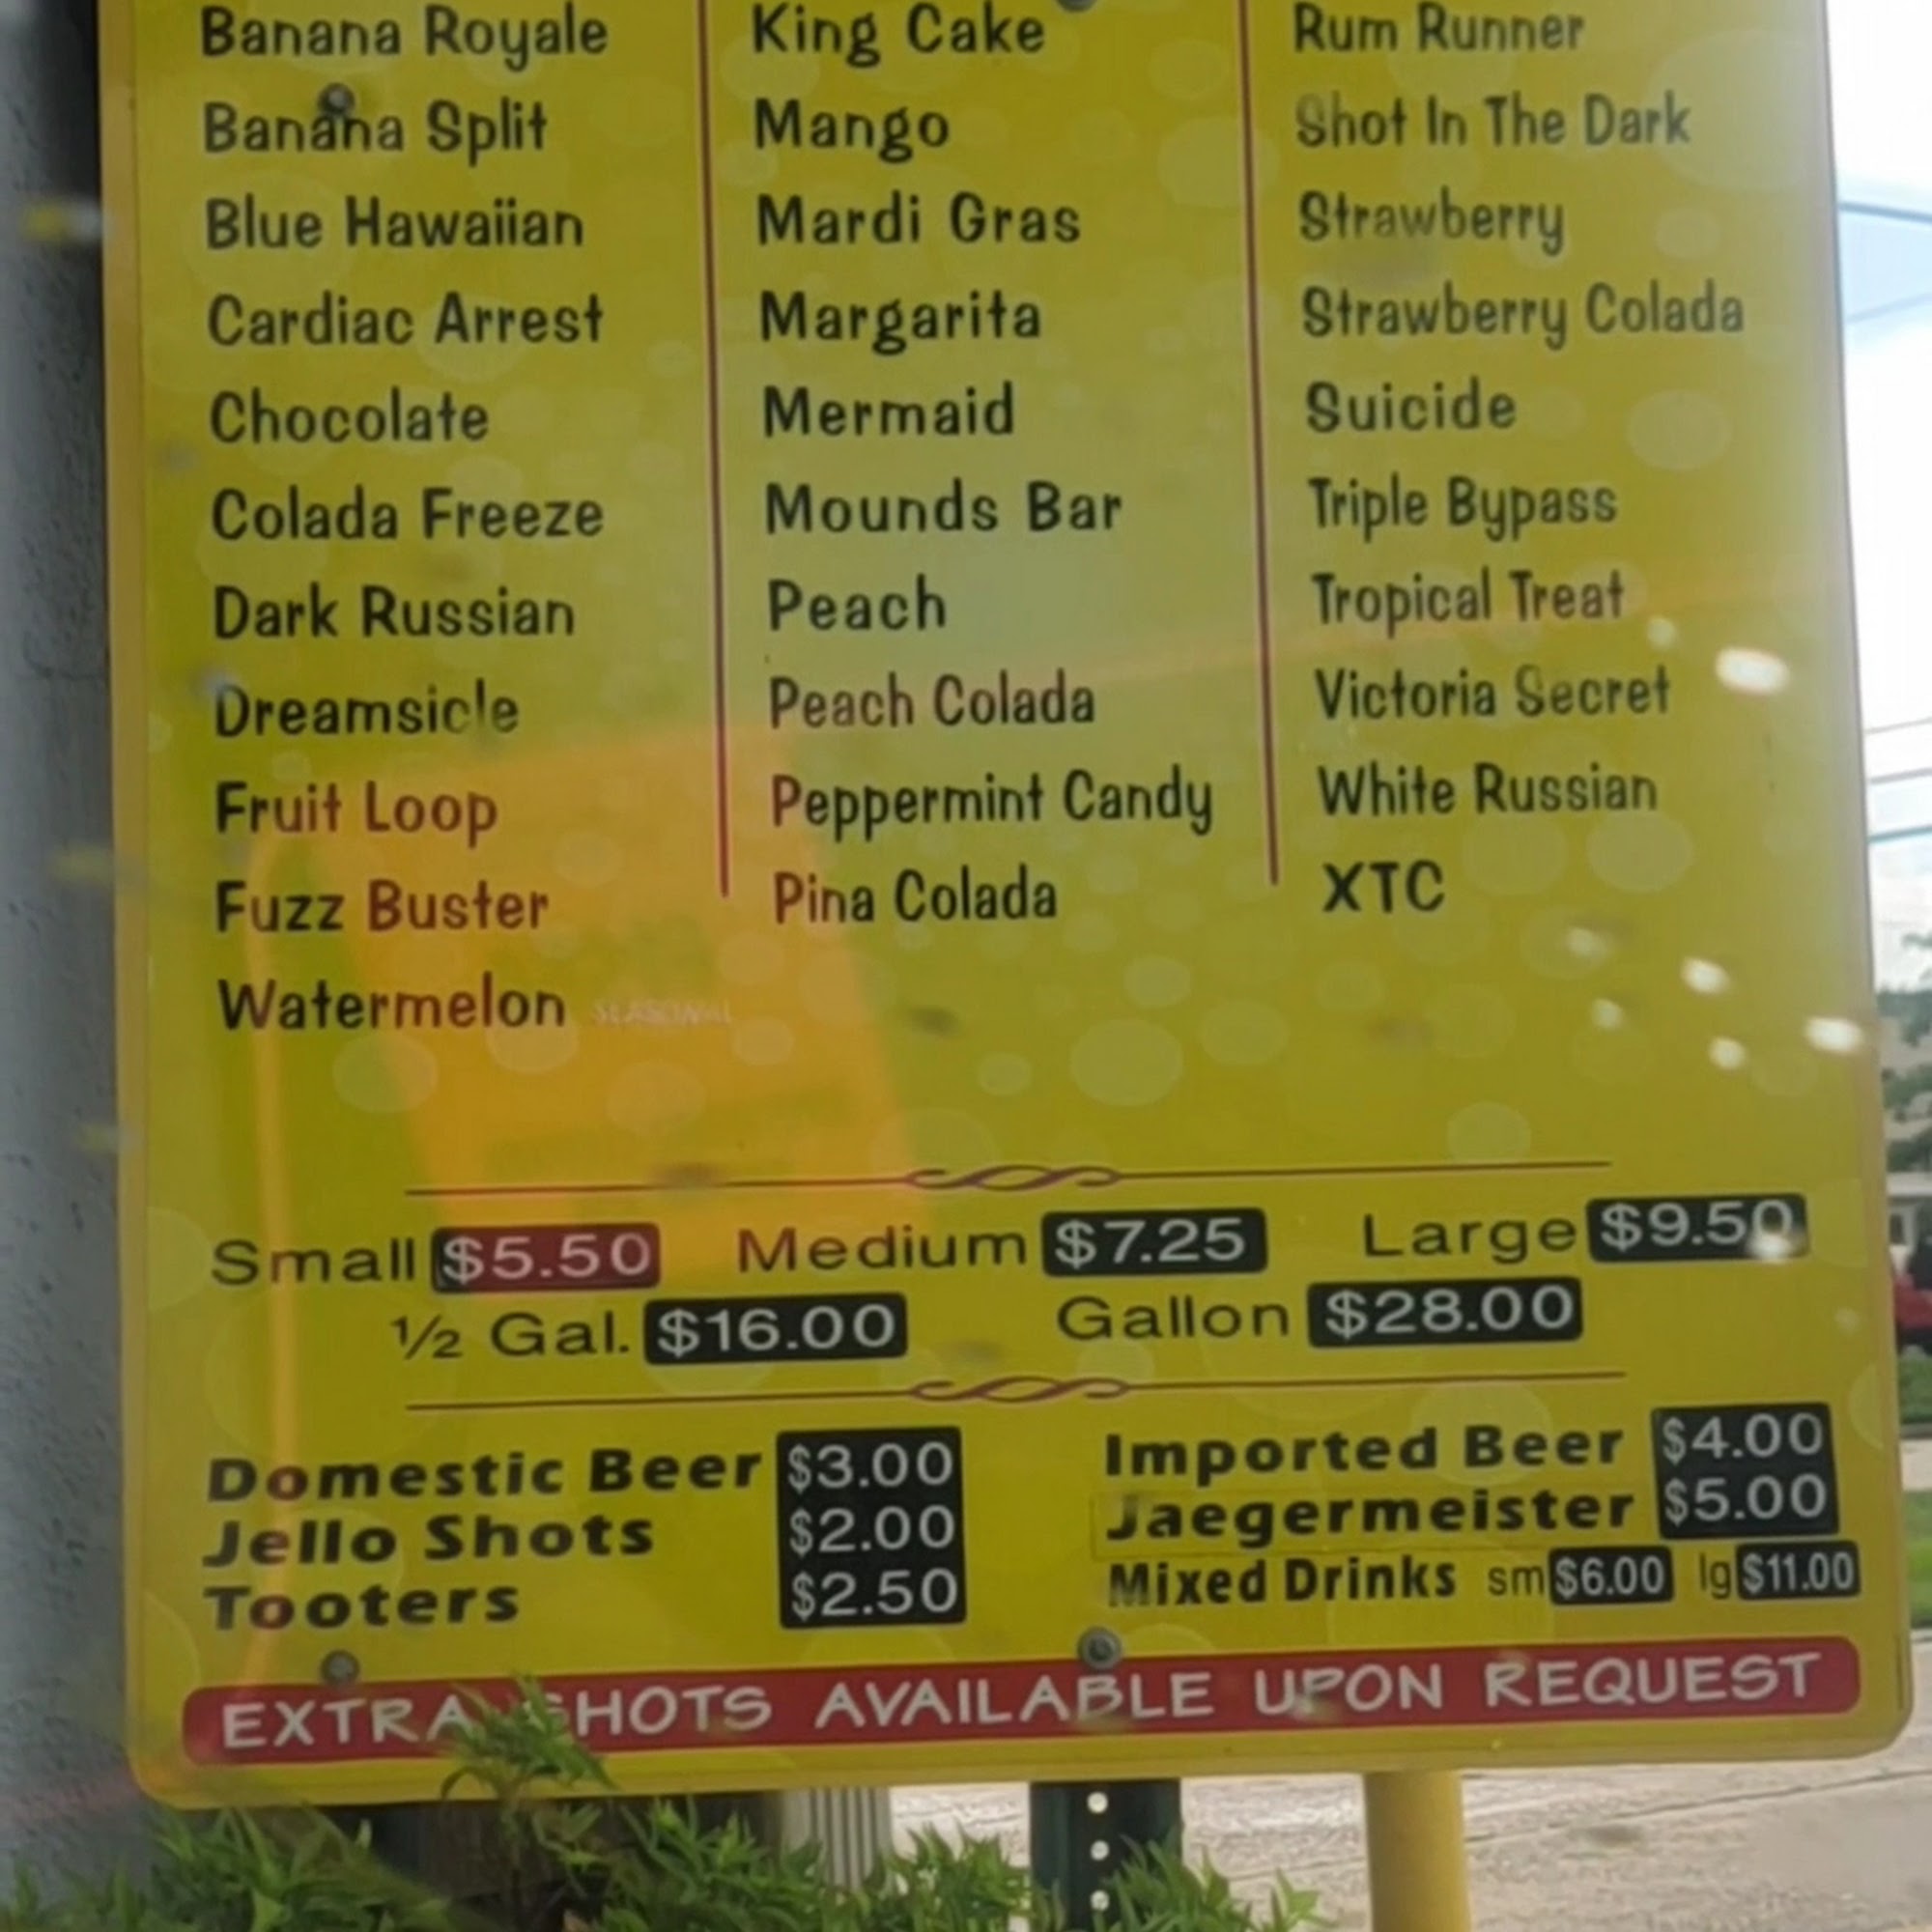 Banana Royale
Banana Split
Blue Hawaiian
Cardiac Arrest
Chocolate
Colada Freeze
Dark Russian
Dreamsicle
Fruit Loop
Fuzz Buster
Watermelon SEASONAL
King Cake
Mango
Mardi Gras
Margarita
Mermaid
Mounds Bar
Peach
Peach Colada
Peppermint Candy
Pina Colada
Rum Runner
Shot In The Dark
Strawberry
Strawberry Colada
Suicide
Triple Bypass
Tropical Treat
Victoria Secret
White Russian
XTC
Small $5.50 Medium $7.25 Large $9.50
½ Gal. $16.00 Gallon $28.00
Domestic Beer $3.00
Jello Shots $2.00
Tooters $2.50
Imported Beer $4.00
Jaegermeister $5.00
Mixed Drinks sm $6.00 lg $11.00
EXTRA SHOTS AVAILABLE UPON REQUEST